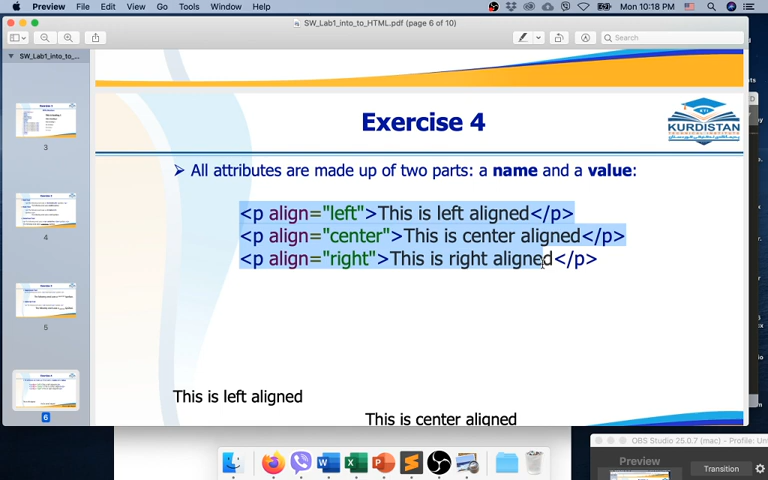 Preview File Edit View Go Tools Window Help
Mon 10:18 PM
SW_Lab1_into_to_HTML.pdf (page 6 of 10)
Search
SW_Lab1_into_to_...
3
4
5
6
Exercise 4
KURDISTAN
➢ All attributes are made up of two parts: a name and a value:
<p align="left">This is left aligned</p>
<p align="center">This is center aligned</p>
<p align="right">This is right aligned</p>
This is left aligned
This is center aligned
OBS Studio 25.0.7 (mac) - Profile: Un
Preview
Transition